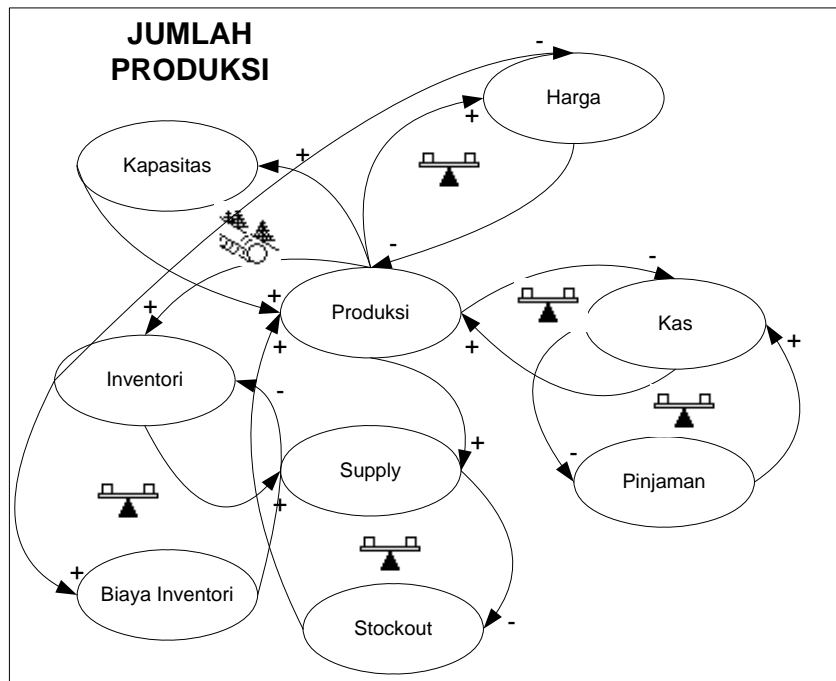 JUMLAH
PRODUKSI
-
Harga
+
+
Kapasitas
-
-
+
+
Produksi
Kas
+
+
+
Inventori
-
+
Supply
-
Pinjaman
+
+
Biaya Inventori
Stockout
-